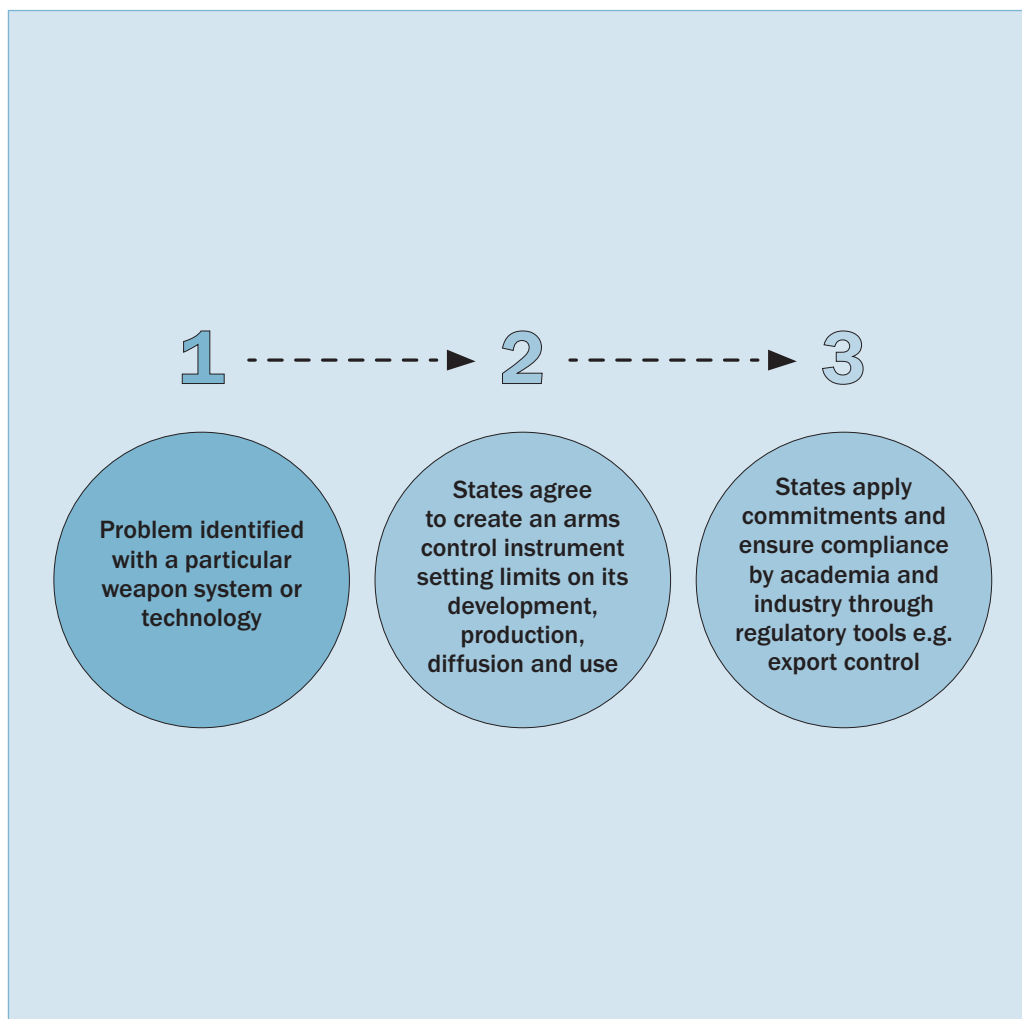 1
2
3
Problem identified
with a particular
weapon system or
technology
States agree
to create an arms
control instrument
setting limits on its
development,
production,
diffusion and use
States apply
commitments and
ensure compliance
by academia and
industry through
regulatory tools e.g.
export control